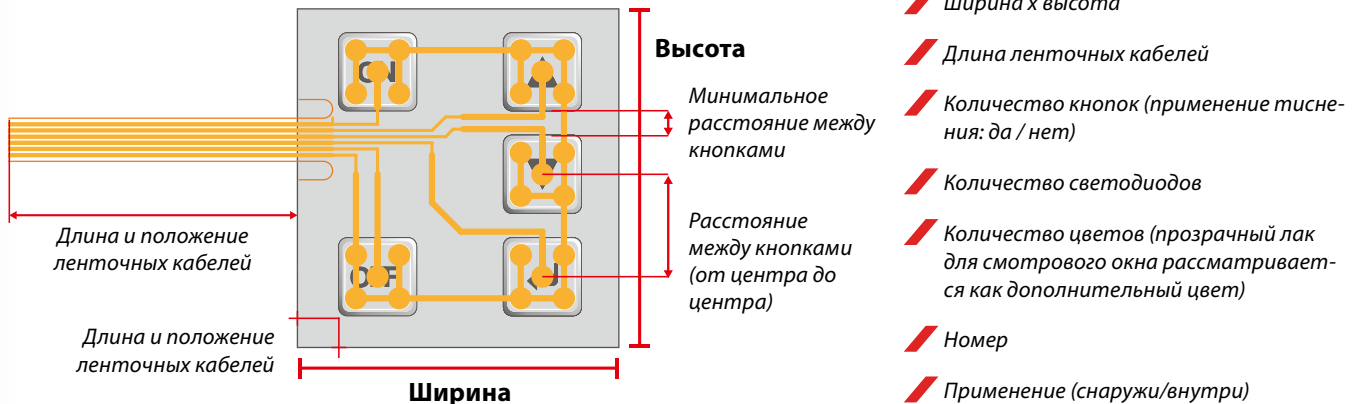 Высота
Минимальное
расстояние между
кнопками
Расстояние
между кнопками
(от центра до
центра)
Длина и положение
ленточных кабелей
Длина и положение
ленточных кабелей
Ширина
ON
OFF
Ширина x высота
Длина ленточных кабелей
Количество кнопок (применение тисне-
ния: да / нет)
Количество светодиодов
Количество цветов (прозрачный лак
для смотрового окна рассматривает-
ся как дополнительный цвет)
Номер
Применение (снаружи/внутри)